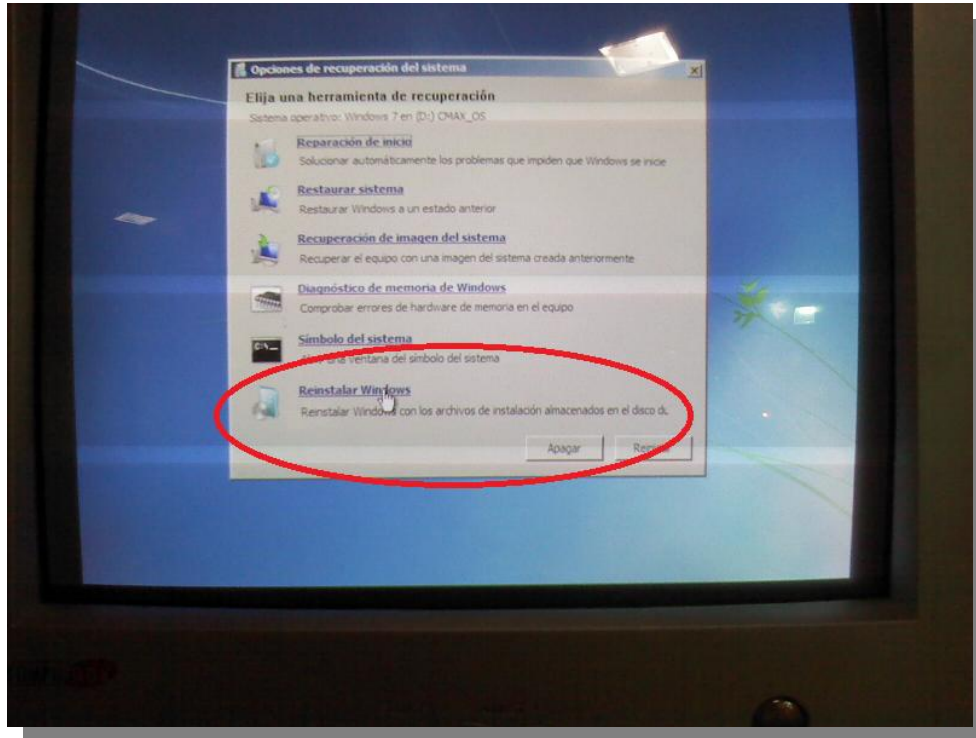 Opciones de recuperación del sistema
Elija una herramienta de recuperación
Sistema operativo: Windows 7 en (D:) CMAX_OS
Reparación de inicio
Solucionar automáticamente los problemas que impiden que Windows se inicie
Restaurar sistema
Restaurar Windows a un estado anterior
Recuperación de imagen del sistema
Recuperar el equipo con una imagen del sistema creada anteriormente
Diagnóstico de memoria de Windows
Comprobar errores de hardware de memoria en el equipo
Símbolo del sistema
una ventana del símbolo del sistema
Reinstalar Windows
Reinstalar Windows con los archivos de instalación almacenados en el disco du
Apagar